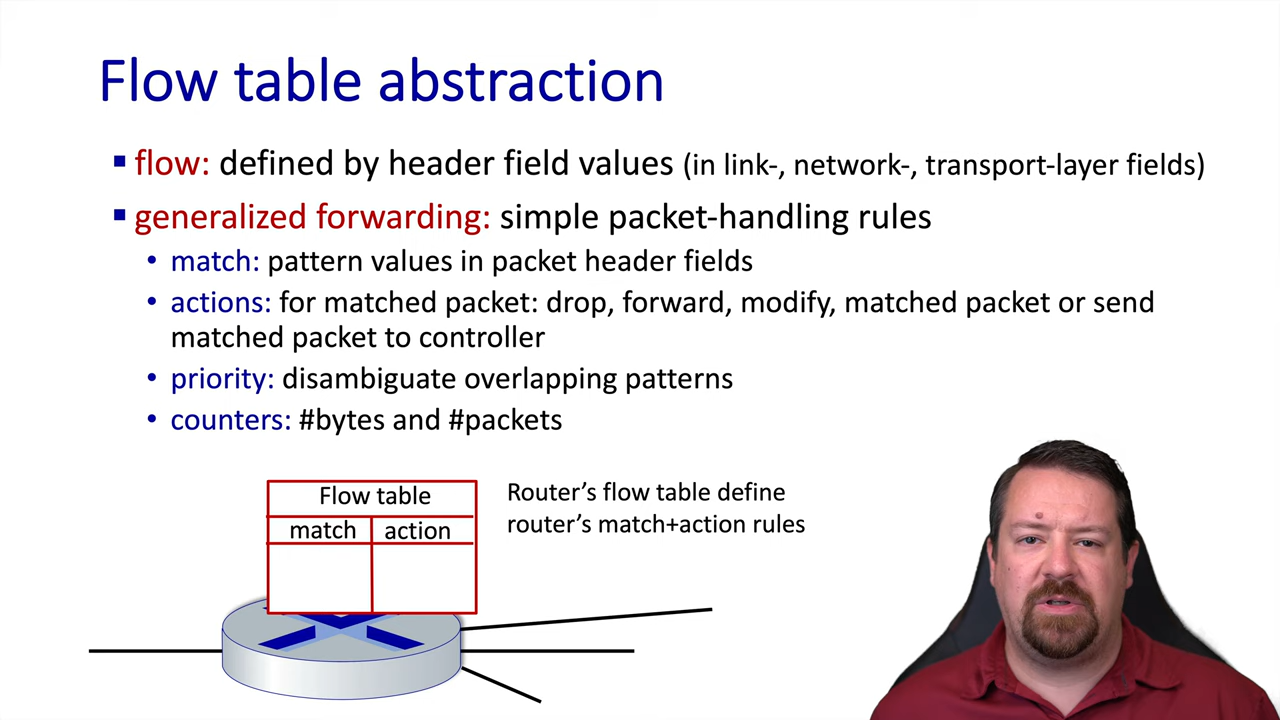 Flow table abstraction
▪ flow: defined by header field values (in link-, network-, transport-layer fields)
▪ generalized forwarding: simple packet-handling rules
• match: pattern values in packet header fields
• actions: for matched packet: drop, forward, modify, matched packet or send
matched packet to controller
• priority: disambiguate overlapping patterns
• counters: #bytes and #packets
Flow table
match action
Router's flow table define
router's match+action rules